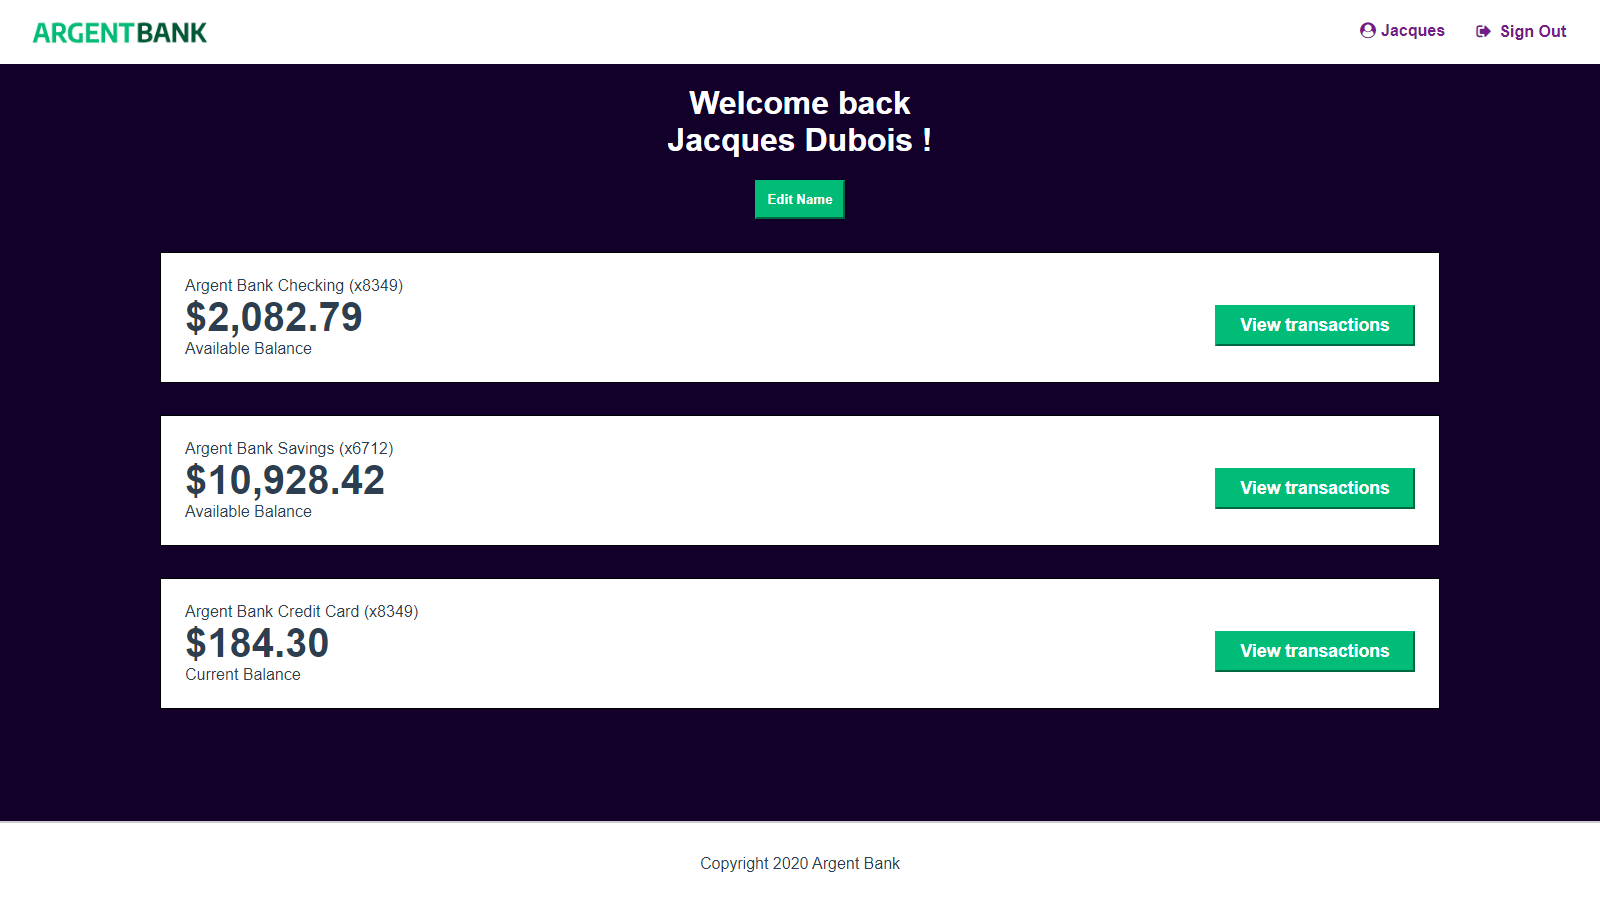 ARGENTBANK
Jacques
Sign Out
Welcome back
Jacques Dubois !
Edit Name
Argent Bank Checking (x8349)
$2,082.79
Available Balance
View transactions
Argent Bank Savings (x6712)
$10,928.42
Available Balance
View transactions
Argent Bank Credit Card (x8349)
$184.30
Current Balance
View transactions
Copyright 2020 Argent Bank